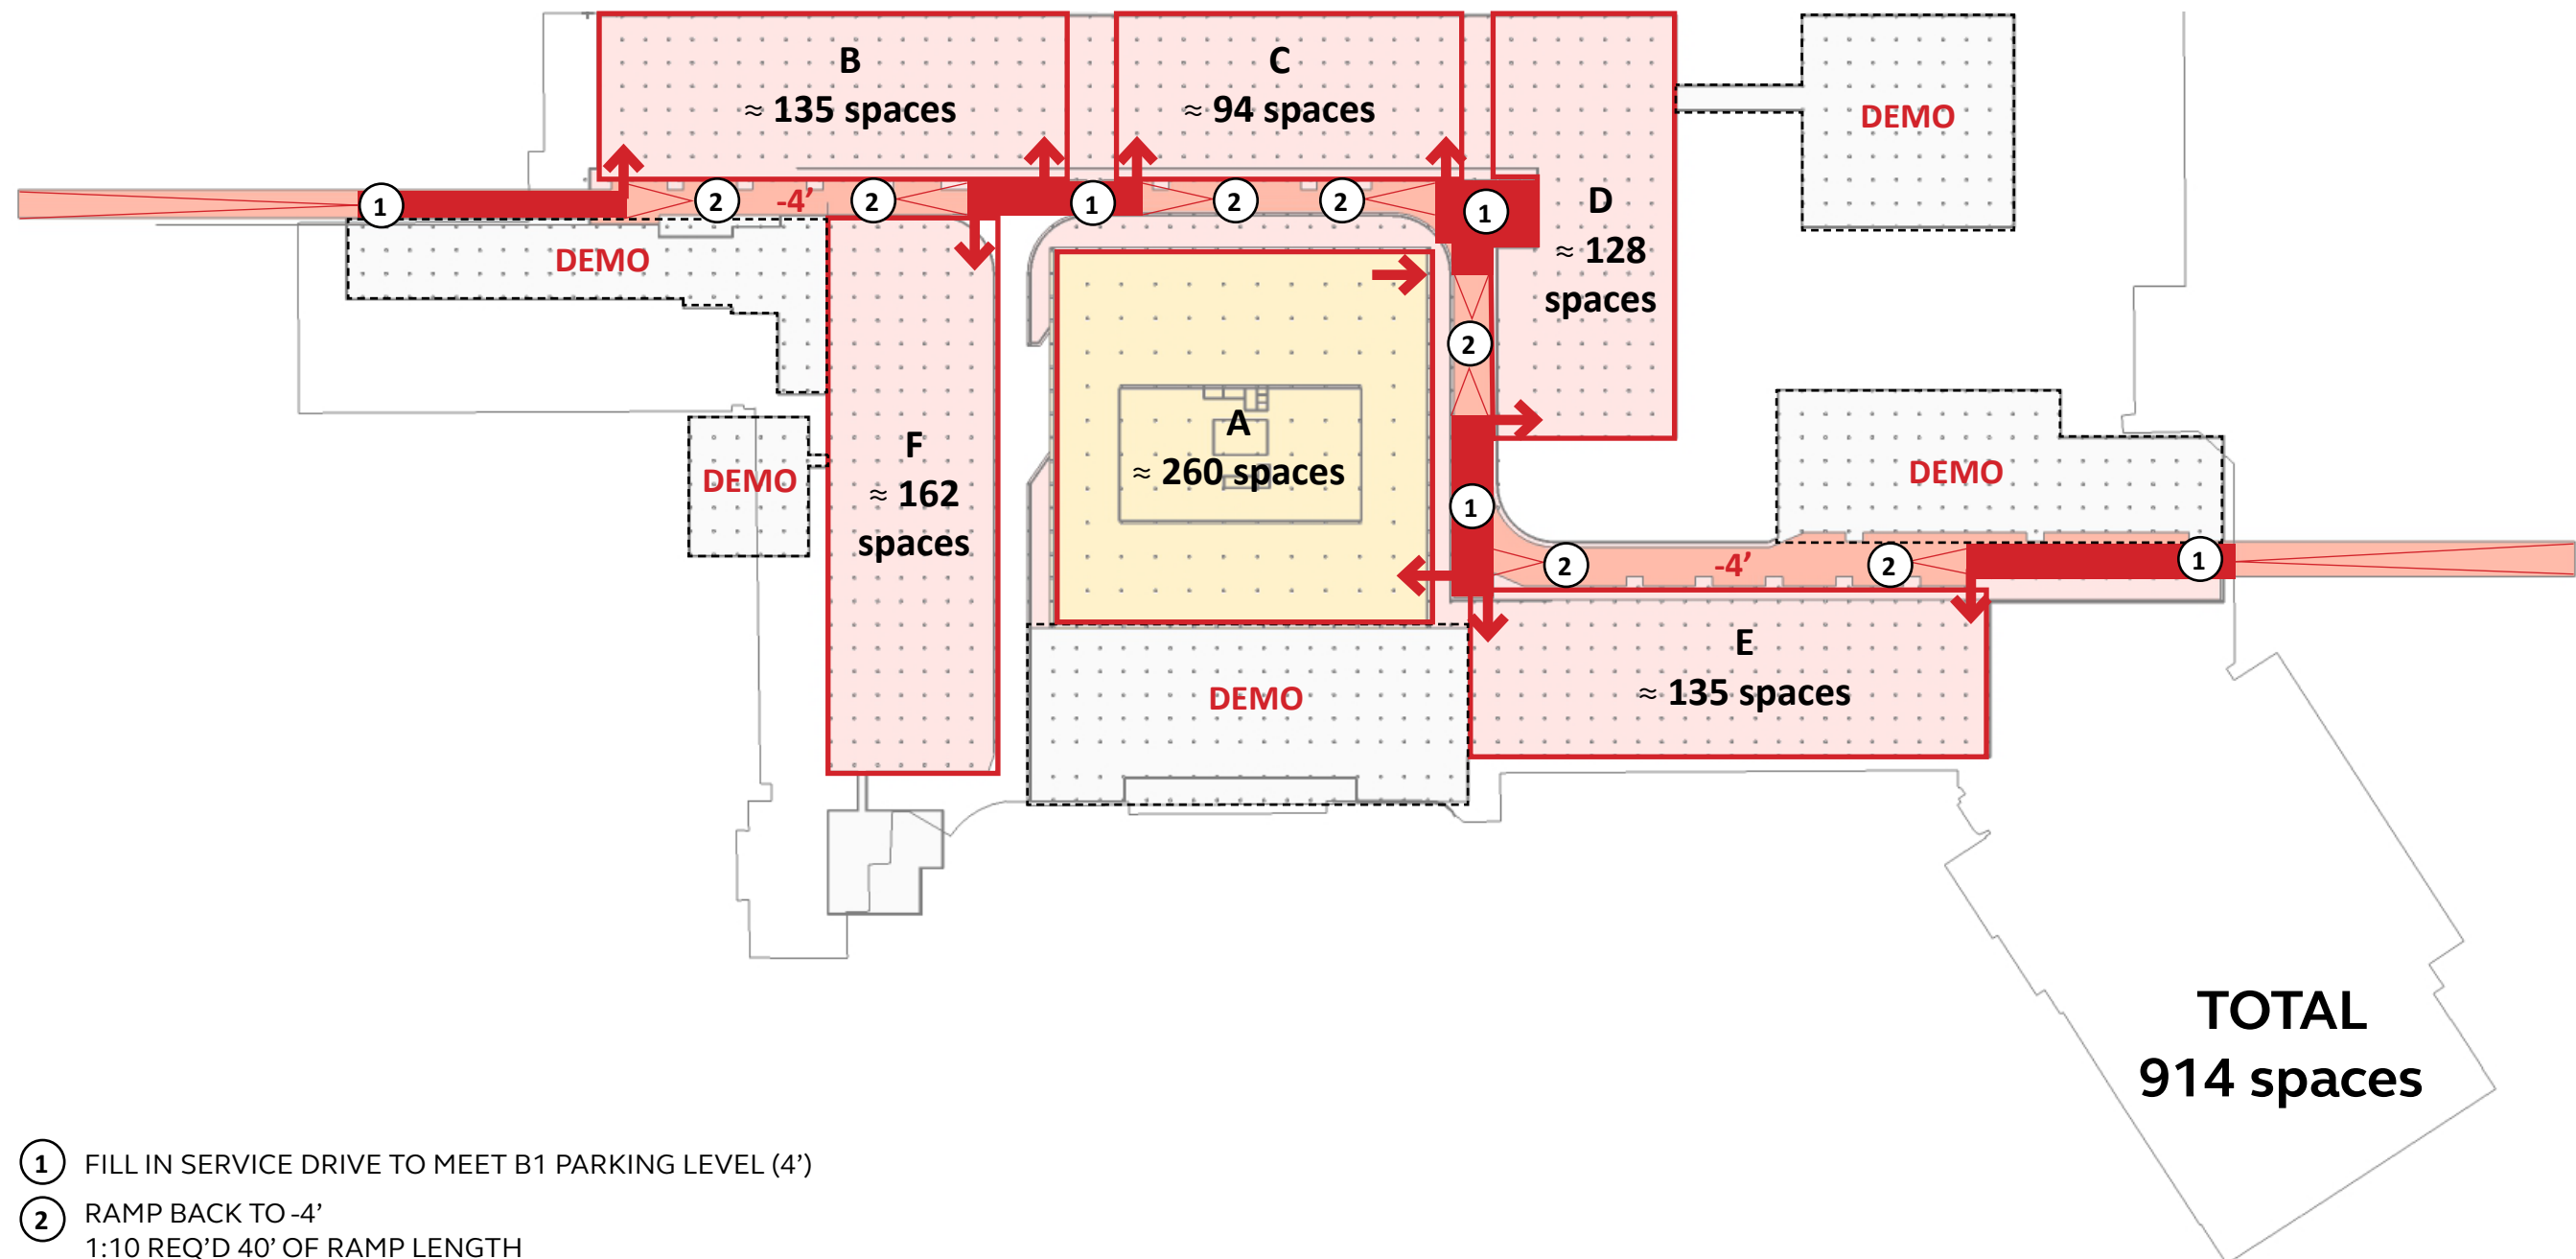 B
≈ 135 spaces
C
≈ 94 spaces
DEMO
D
≈ 128
spaces
1
2
-4’
2
1
2
2
1
DEMO
2
A
≈ 260 spaces
F
≈ 162
spaces
DEMO
DEMO
1
2
-4’
2
1
E
≈ 135 spaces
DEMO
TOTAL
914 spaces
1 FILL IN SERVICE DRIVE TO MEET B1 PARKING LEVEL (4’)
2 RAMP BACK TO -4’
1:10 REQ’D 40’ OF RAMP LENGTH